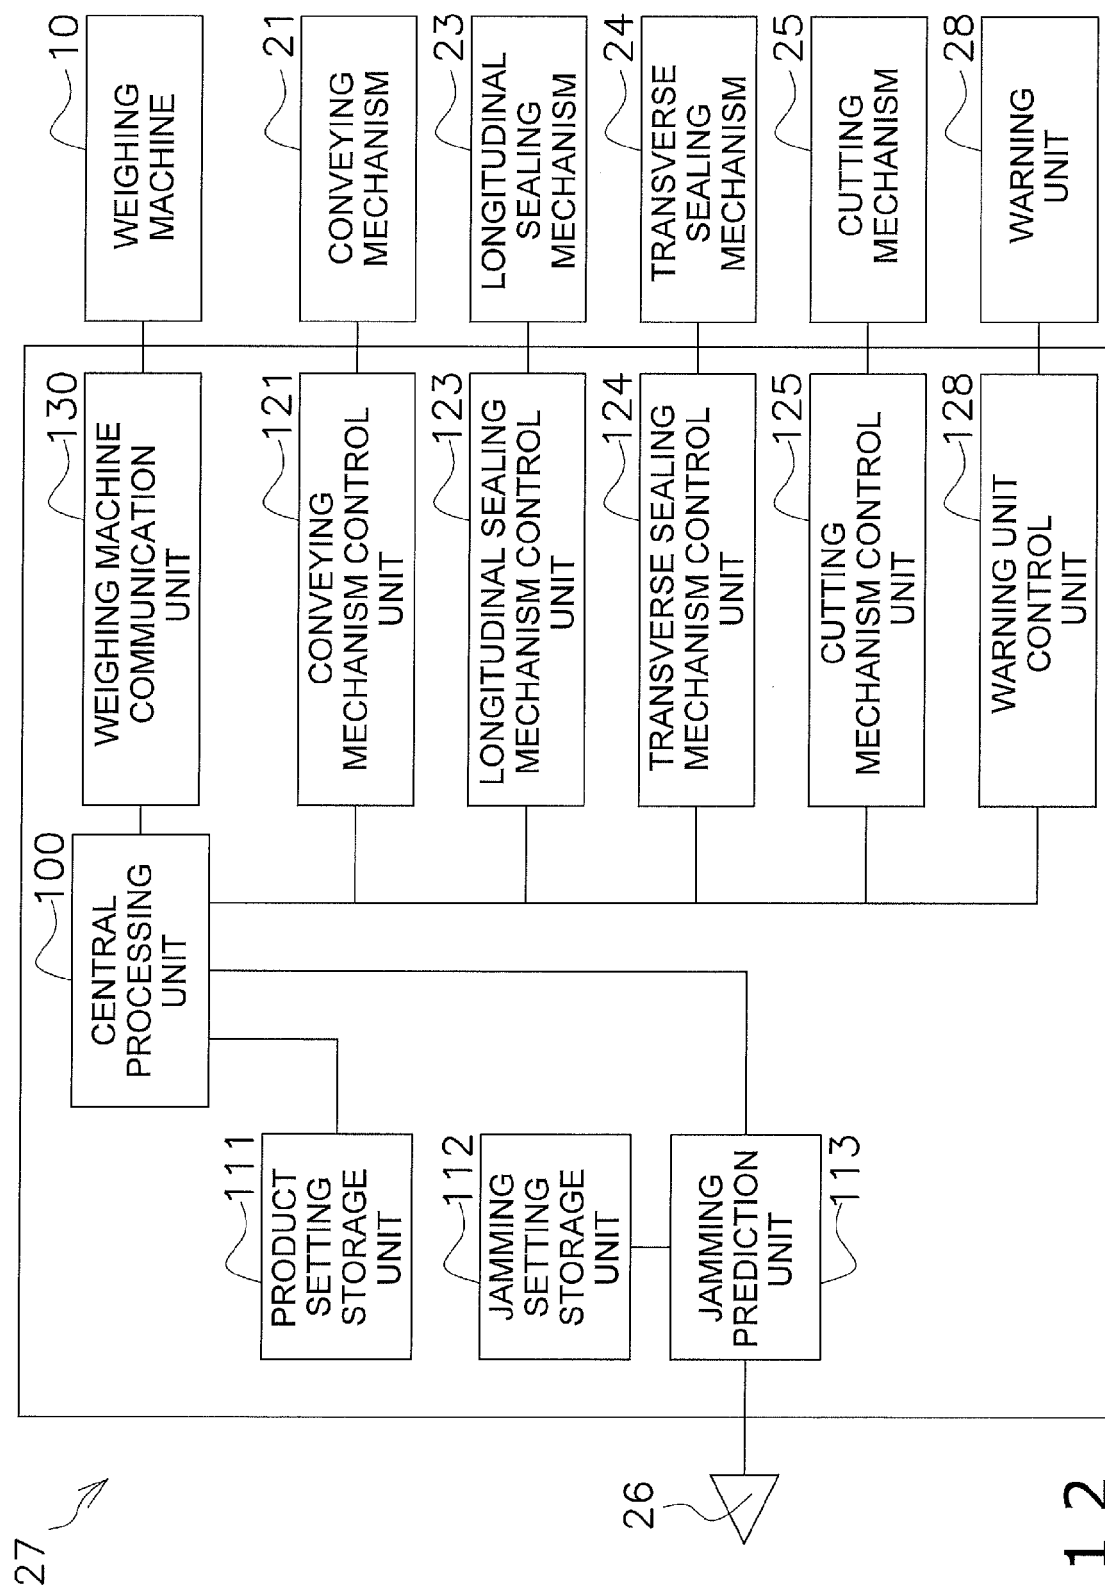 27
26
PRODUCT
SETTING
STORAGE
UNIT
111
JAMMING
SETTING
STORAGE
UNIT
112
JAMMING
PREDICTION
UNIT
113
CENTRAL
PROCESSING
UNIT
100
WEIGHING MACHINE
COMMUNICATION
UNIT
130
CONVEYING
MECHANISM CONTROL
UNIT
121
LONGITUDINAL SEALING
MECHANISM CONTROL
UNIT
123
TRANSVERSE SEALING
MECHANISM CONTROL
UNIT
124
CUTTING
MECHANISM CONTROL
UNIT
125
WARNING UNIT
CONTROL
UNIT
128
WEIGHING
MACHINE
10
CONVEYING
MECHANISM
21
LONGITUDINAL
SEALING
MECHANISM
23
TRANSVERSE
SEALING
MECHANISM
24
CUTTING
MECHANISM
25
WARNING
UNIT
28
12